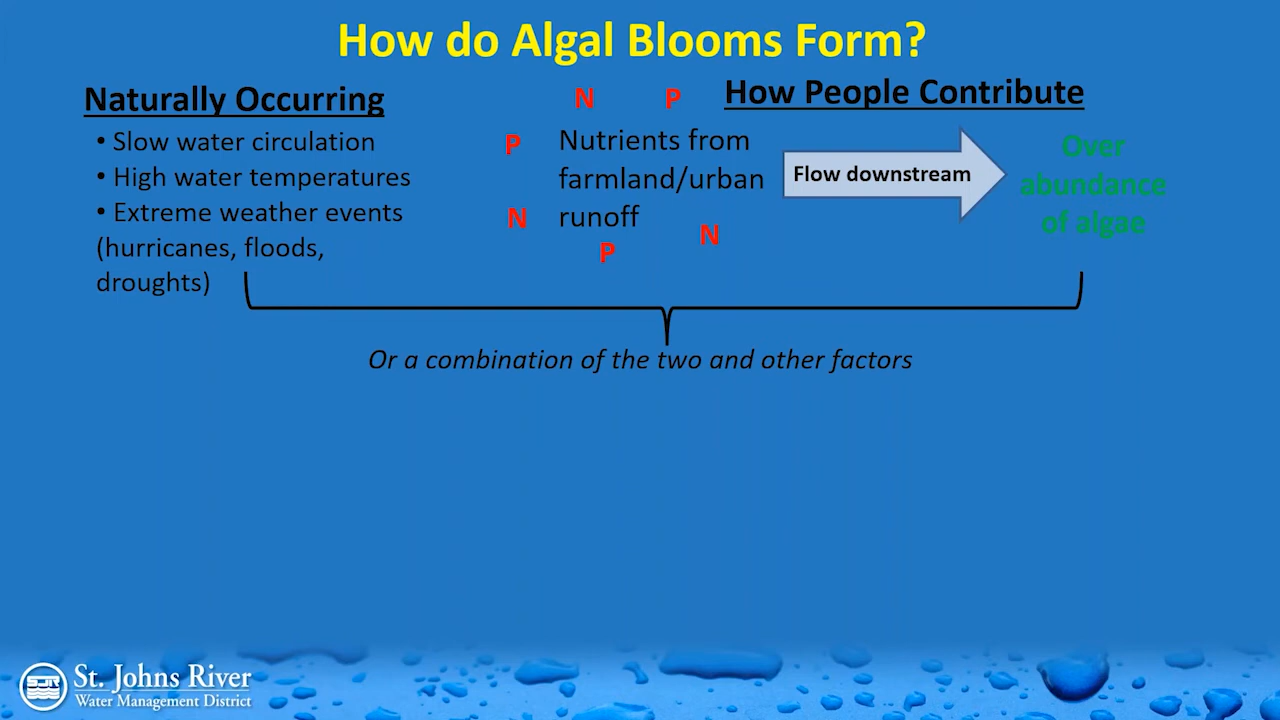 How do Algal Blooms Form?
Naturally Occurring
• Slow water circulation
• High water temperatures
• Extreme weather events
(hurricanes, floods,
droughts)
How People Contribute
N P
P
Nutrients from
farmland/urban
runoff
N
N
P
Flow downstream
Over
abundance
of algae
Or a combination of the two and other factors
SJR
St. Johns River
Water Management District